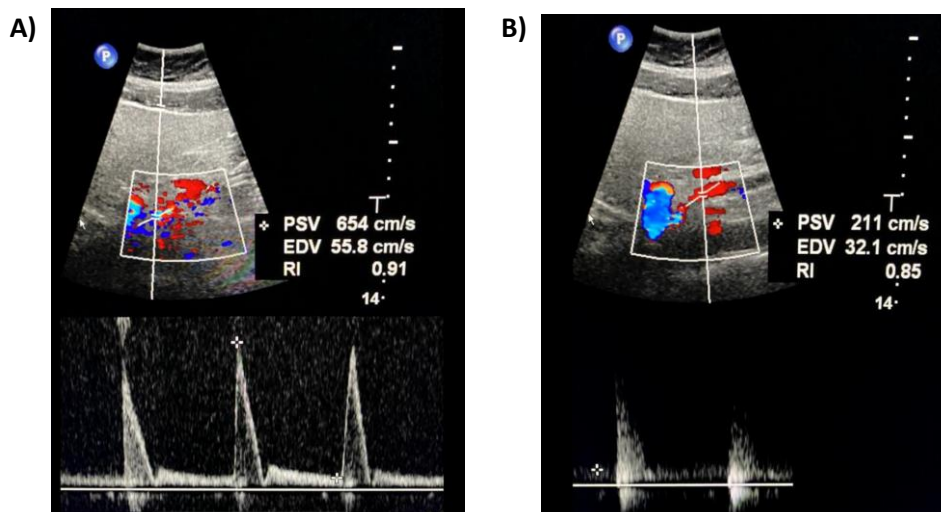 A)
P
PSV 654 cm/s
EDV 55.8 cm/s
RI 0.91
14
B)
P
PSV 211 cm/s
EDV 32.1 cm/s
RI 0.85
14